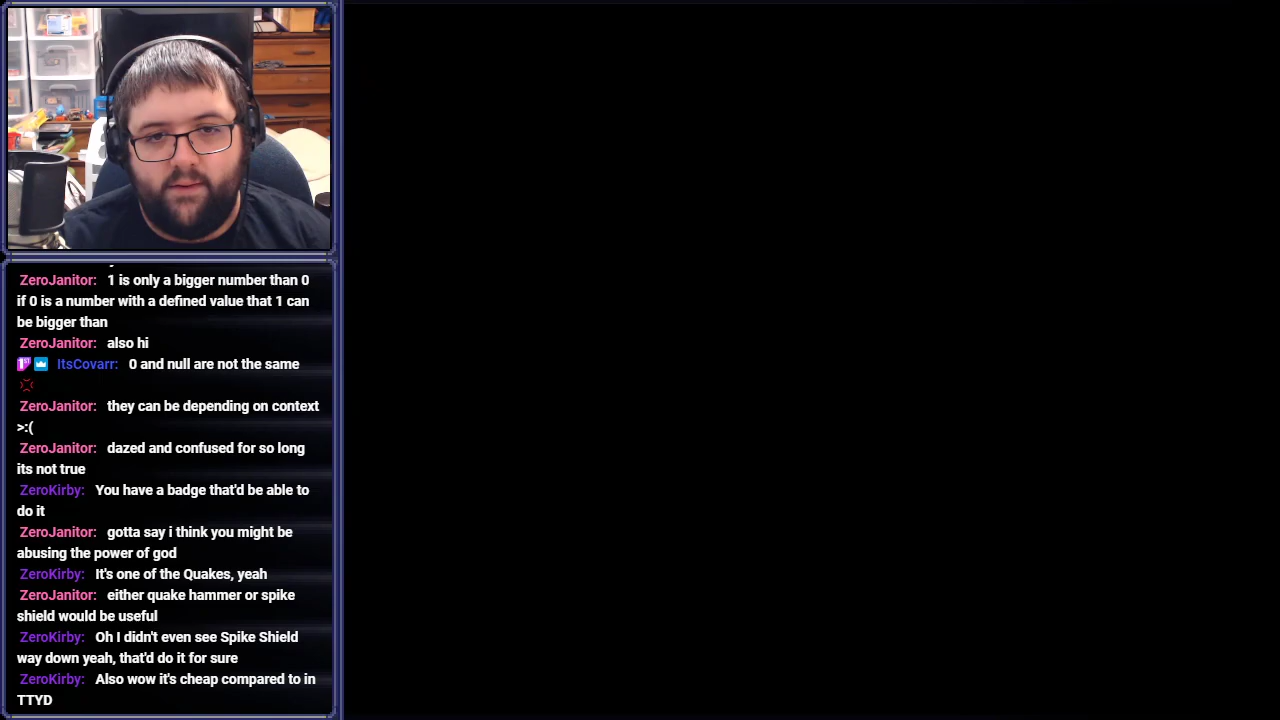 ZeroJanitor: 1 is only a bigger number than 0
if 0 is a number with a defined value that 1 can
be bigger than
ZeroJanitor: also hi
ItsCovarr: 0 and null are not the same
ZeroJanitor: they can be depending on context
>:(
ZeroJanitor: dazed and confused for so long
its not true
ZeroKirby: You have a badge that'd be able to
do it
ZeroJanitor: gotta say i think you might be
abusing the power of god
ZeroKirby: It's one of the Quakes, yeah
ZeroJanitor: either quake hammer or spike
shield would be useful
ZeroKirby: Oh I didn't even see Spike Shield
way down yeah, that'd do it for sure
ZeroKirby: Also wow it's cheap compared to in
TTYD